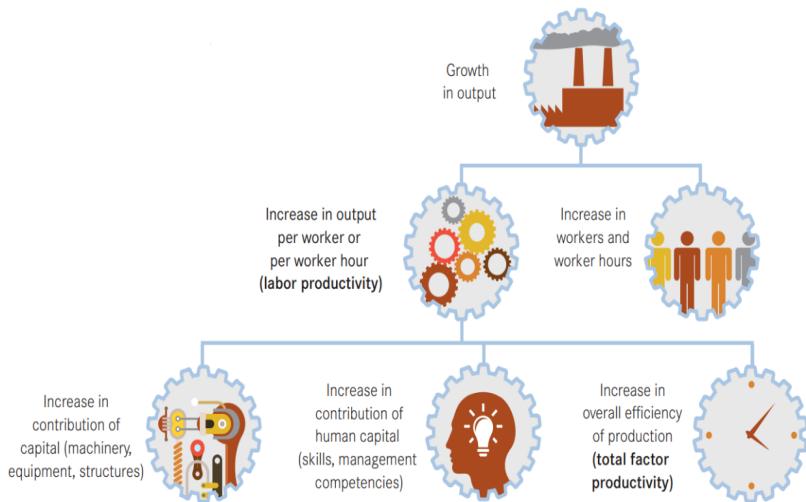 Growth
in output
Increase in output
per worker or
per worker hour
(labor productivity)
Increase in
workers and
worker hours
Increase in
contribution of
capital (machinery,
equipment, structures)
Increase in
contribution of
human capital
(skills, management
competencies)
Increase in
overall efficiency
of production
(total factor
productivity)